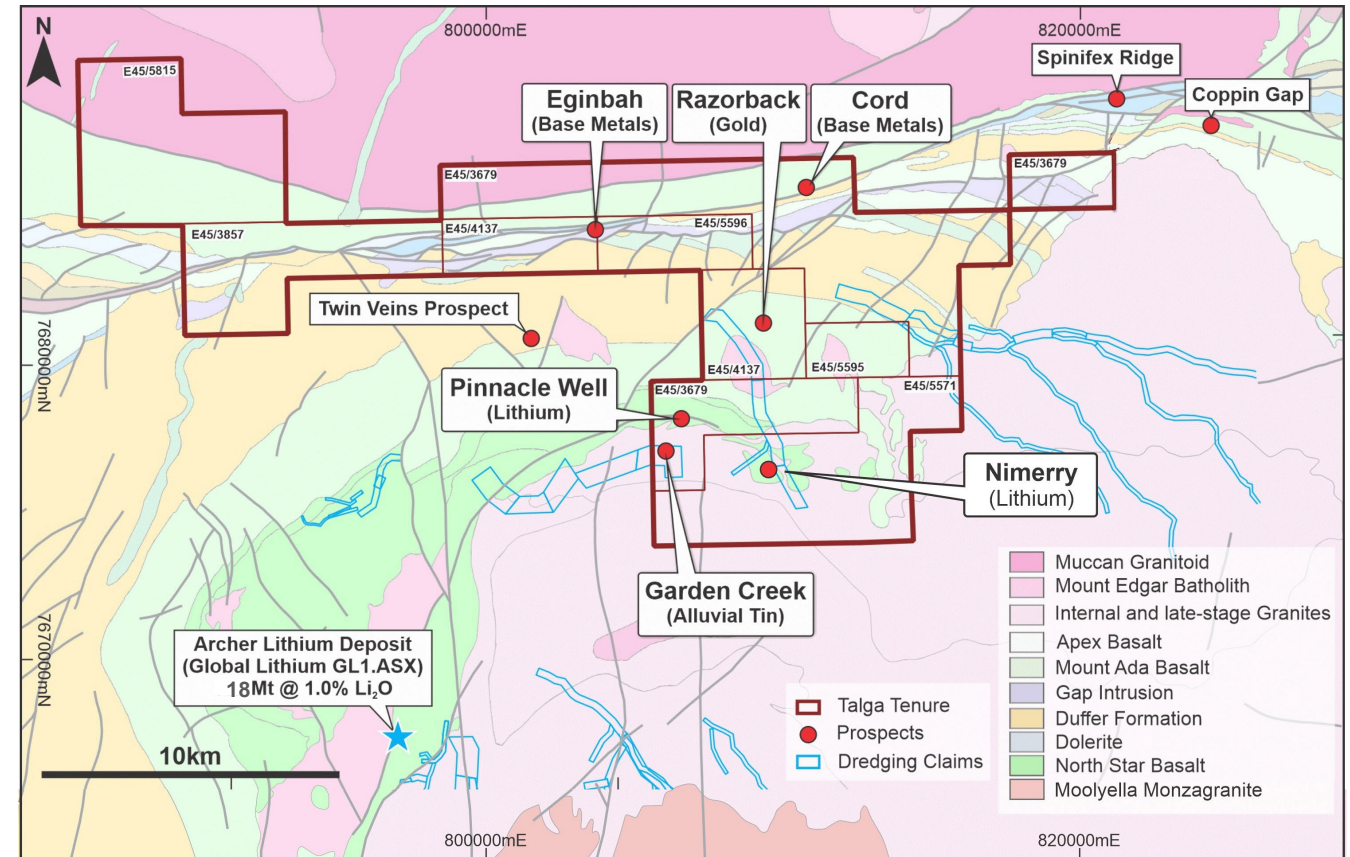 N
800000mE
820000mE
E45/5815
Spinifex Ridge
Coppin Gap
Eginbah
(Base Metals)
Razorback
(Gold)
Cord
(Base Metals)
E45/3679
E45/3679
E45/3857
E45/4137
E45/5596
Twin Veins Prospect
7680000mN
E45/4137
E45/5595
E45/5571
E45/3679
Pinnacle Well
(Lithium)
Nimerry
(Lithium)
Garden Creek
(Alluvial Tin)
7670000mN
Archer Lithium Deposit
(Global Lithium GL1.ASX)
18Mt @ 1.0% Li₂O
10km
Talga Tenure
Prospects
Dredging Claims
Muccan Granitoid
Mount Edgar Batholith
Internal and late-stage Granites
Apex Basalt
Mount Ada Basalt
Gap Intrusion
Duffer Formation
Dolerite
North Star Basalt
Moolyella Monzagranite
800000mE
820000mE